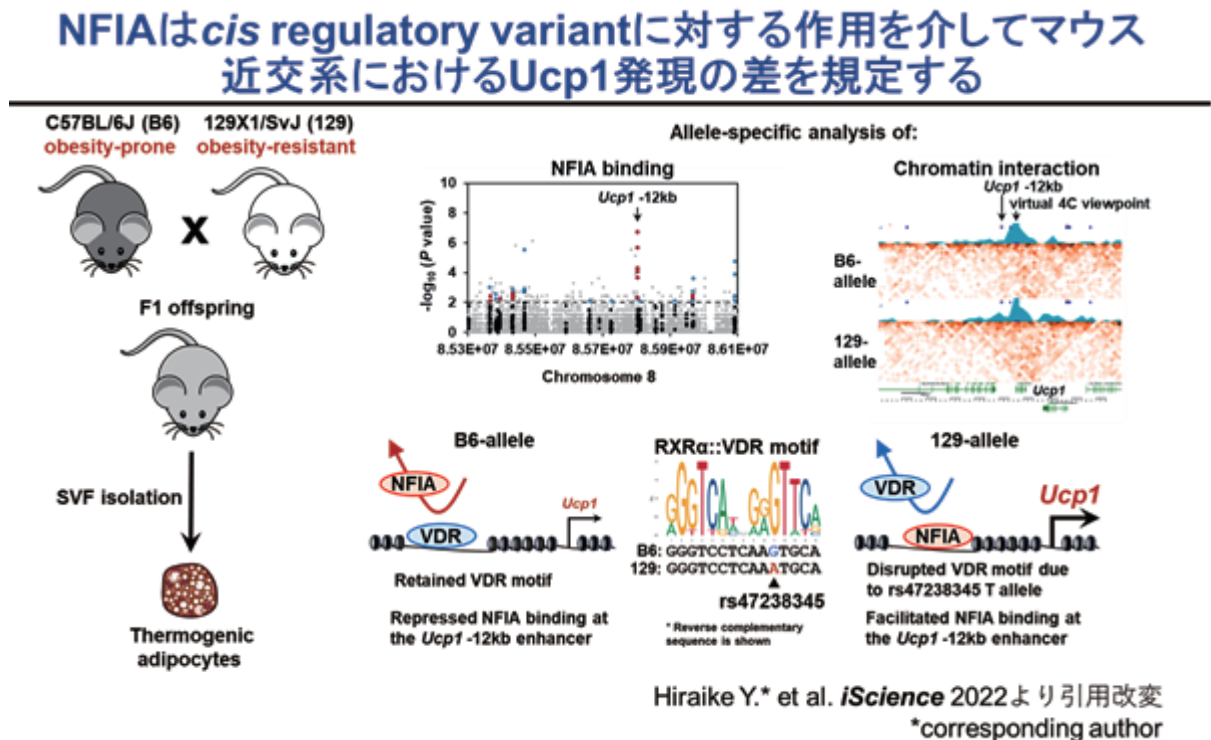 NFIAはcis regulatory variantに対する作用を介してマウス
近交系におけるUcp1発現の差を規定する
C57BL/6J (B6)
obesity-prone
129X1/SvJ (129)
obesity-resistant
X
F1 offspring
SVF isolation
Thermogenic
adipocytes
Allele-specific analysis of:
NFIA binding
Ucp1 -12kb
-log10 (P value)
10
8
6
4
2
0
8.53E+07
8.55E+07
8.57E+07
8.59E+07
8.61E+07
Chromosome 8
Chromatin interaction
Ucp1 -12kb
virtual 4C viewpoint
B6-
allele
129-
allele
Ucp1
B6-allele
NFIA
VDR
Ucp1
Retained VDR motif
Repressed NFIA binding at
the Ucp1 -12kb enhancer
RXRα::VDR motif
B6: GGGTCCTCAAGTGCA
129: GGGTCCTCAAATGCA
rs47238345
* Reverse complementary
sequence is shown
129-allele
VDR
NFIA
Ucp1
Disrupted VDR motif due
to rs47238345 T allele
Facilitated NFIA binding at
the Ucp1 -12kb enhancer
Hiraike Y.* et al. iScience 2022より引用改変
*corresponding author